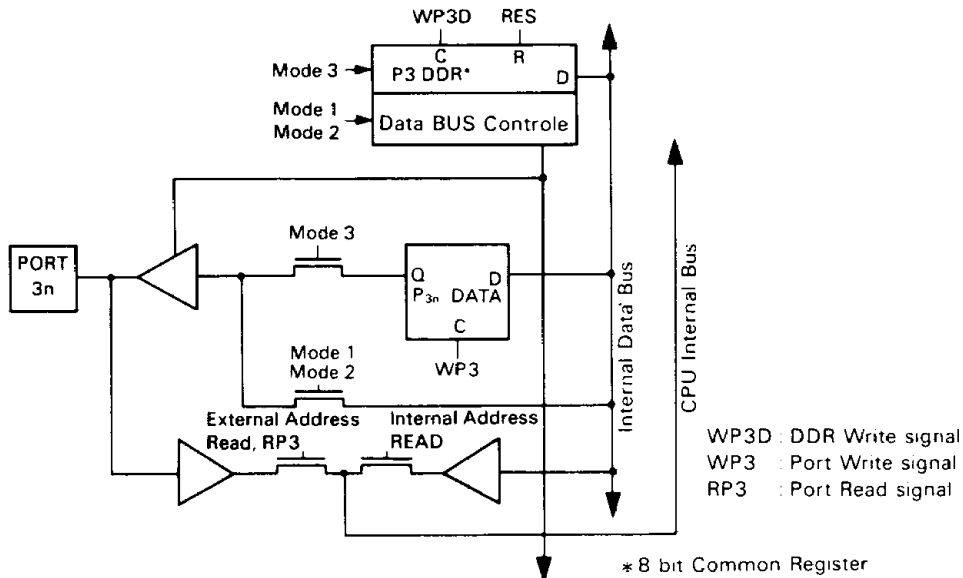 WP3D RES
C R
Mode 3 P3 DDR* D
Mode 1
Mode 2
Data BUS Controle
PORT
3n
Mode 3
Q D
P3n DATA
C
WP3
Mode 1
Mode 2
External Address
Read, RP3
Internal Address
READ
Internal Data Bus
CPU Internal Bus
WP3D : DDR Write signal
WP3 : Port Write signal
RP3 : Port Read signal
* 8 bit Common Register